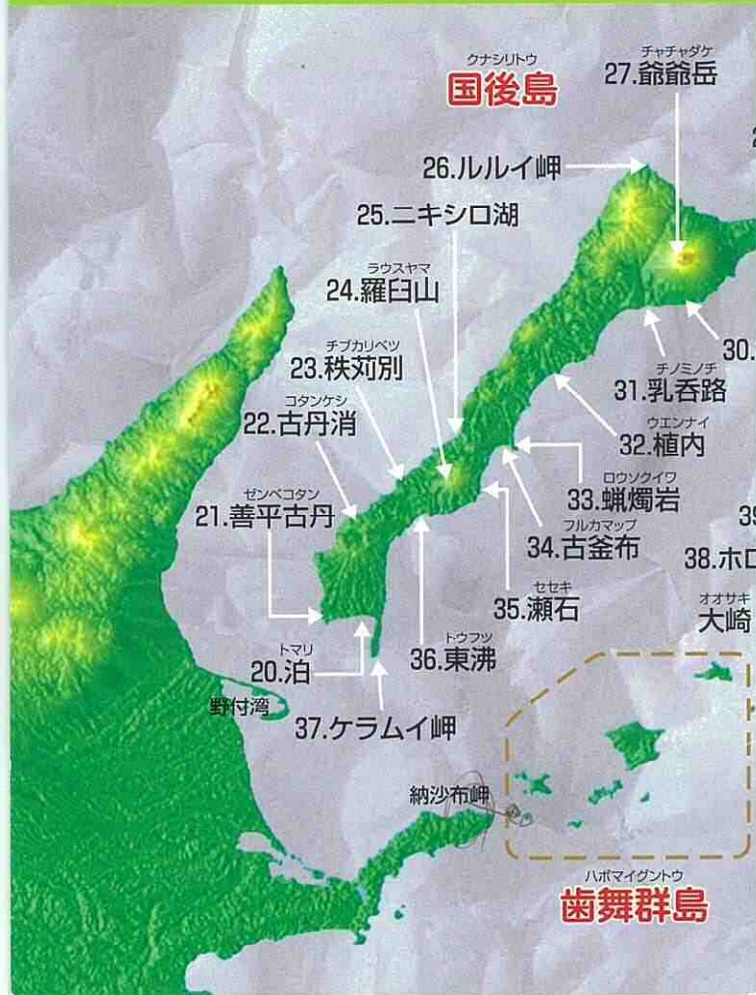 クナシリトウ
国後島
チャチャダケ
27.爺爺岳
26.ルルイ岬
25.ニキシロ湖
ラウスヤマ
24.羅臼山
チプカリベツ
23.秩苅別
コタンケシ
22.古丹消
ゼンベコタン
21.善平古丹
トマリ
20.泊
野付湾
37.ケラムイ岬
トウフツ
36.東沸
セセキ
35.瀬石
フルカマップ
34.古釜布
ロウソクイワ
33.蝋燭岩
ウエンナイ
32.植内
チノミノチ
31.乳呑路
30.
39
38.ホロ
オオサキ
大崎
納沙布岬
ハボマイグントウ
歯舞群島